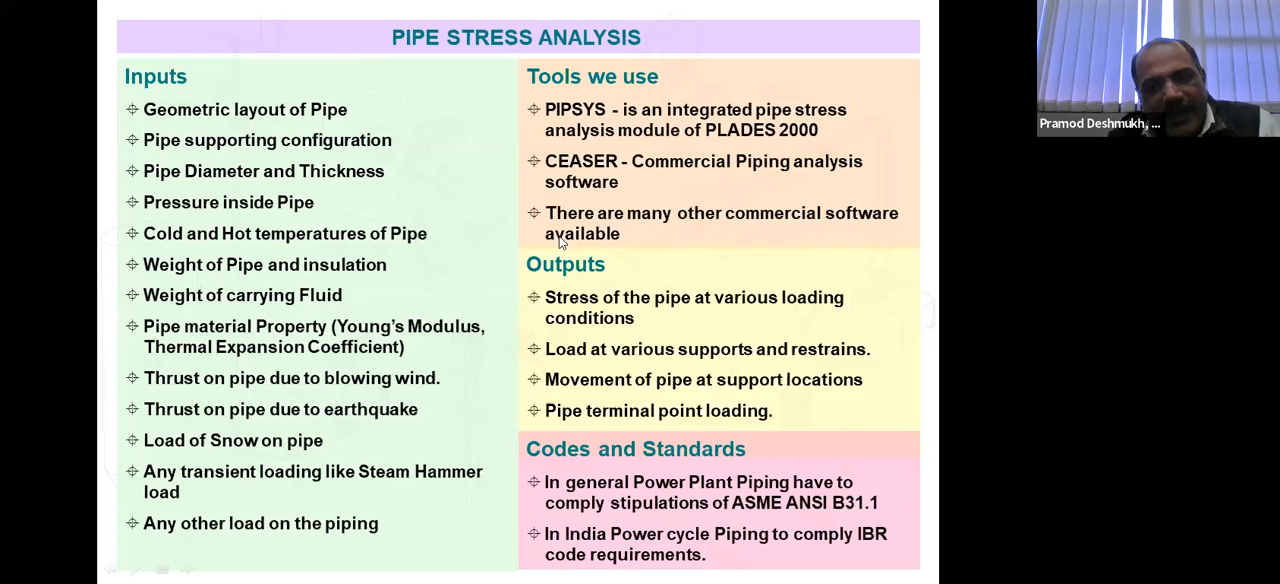 PIPE STRESS ANALYSIS
Inputs
Geometric layout of Pipe
Pipe supporting configuration
Pipe Diameter and Thickness
Pressure inside Pipe
Cold and Hot temperatures of Pipe
Weight of Pipe and insulation
Weight of carrying Fluid
Pipe material Property (Young's Modulus,
Thermal Expansion Coefficient)
Thrust on pipe due to blowing wind.
Thrust on pipe due to earthquake
Load of Snow on pipe
Any transient loading like Steam Hammer
load
Any other load on the piping
Tools we use
PIPSYS - is an integrated pipe stress
analysis module of PLADES 2000
CEASER - Commercial Piping analysis
software
There are many other commercial software
available
Outputs
Stress of the pipe at various loading
conditions
Load at various supports and restrains.
Movement of pipe at support locations
Pipe terminal point loading.
Codes and Standards
In general Power Plant Piping have to
comply stipulations of ASME ANSI B31.1
In India Power cycle Piping to comply IBR
code requirements.
Pramod Deshmukh, ...